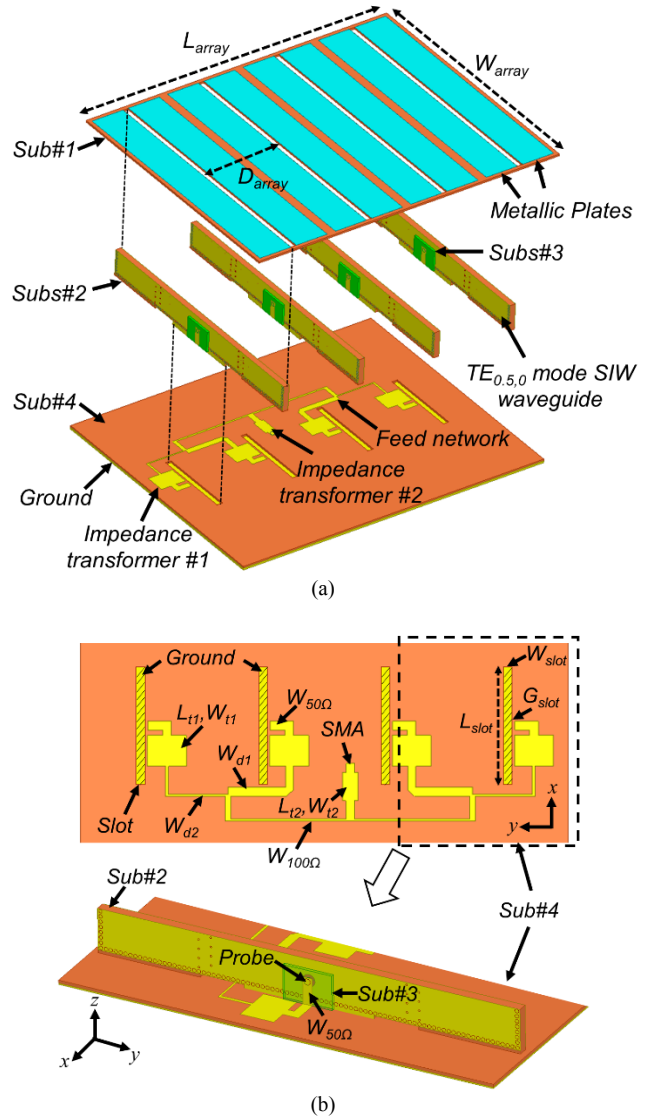 L_array
W_array
Sub#1
D_array
Metallic Plates
Subs#3
Subs#2
TE_0.5,0 mode SIW
waveguide
Sub#4
Feed network
Impedance
transformer #2
Ground
Impedance
transformer #1
(a)
Ground
W_slot
W_50Ω
G_slot
L_t1,W_t1
SMA
L_slot
W_d1
x
L_t2,W_t2
Slot
W_d2
y
W_100Ω
Sub#2
Sub#4
Probe
Sub#3
z
W_50Ω
x
y
(b)